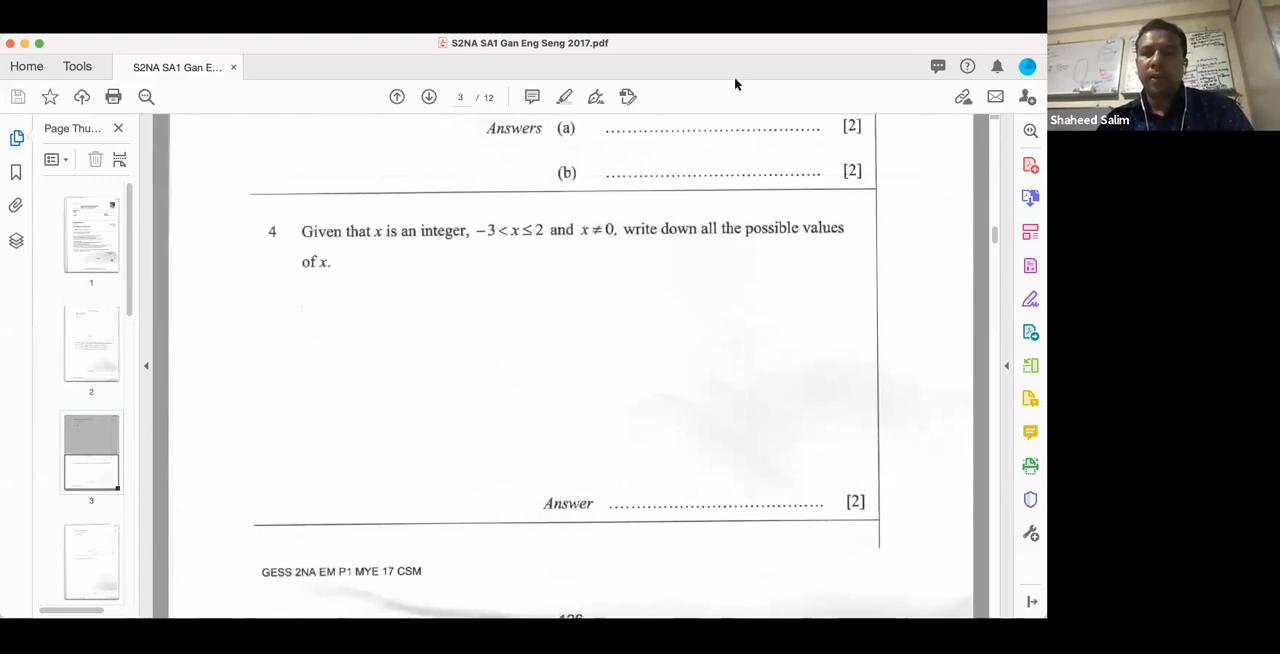 S2NA SA1 Gan Eng Seng 2017.pdf
Home
Tools
S2NA SA1 Gan E...
3 / 12
Page Thu...
1
2
3
Answers (a) ........................................ [2]
(b) ........................................ [2]
4 Given that x is an integer, −3 < x ≤ 2 and x ≠ 0, write down all the possible values
of x.
Answer ........................................ [2]
GESS 2NA EM P1 MYE 17 CSM
Shaheed Salim